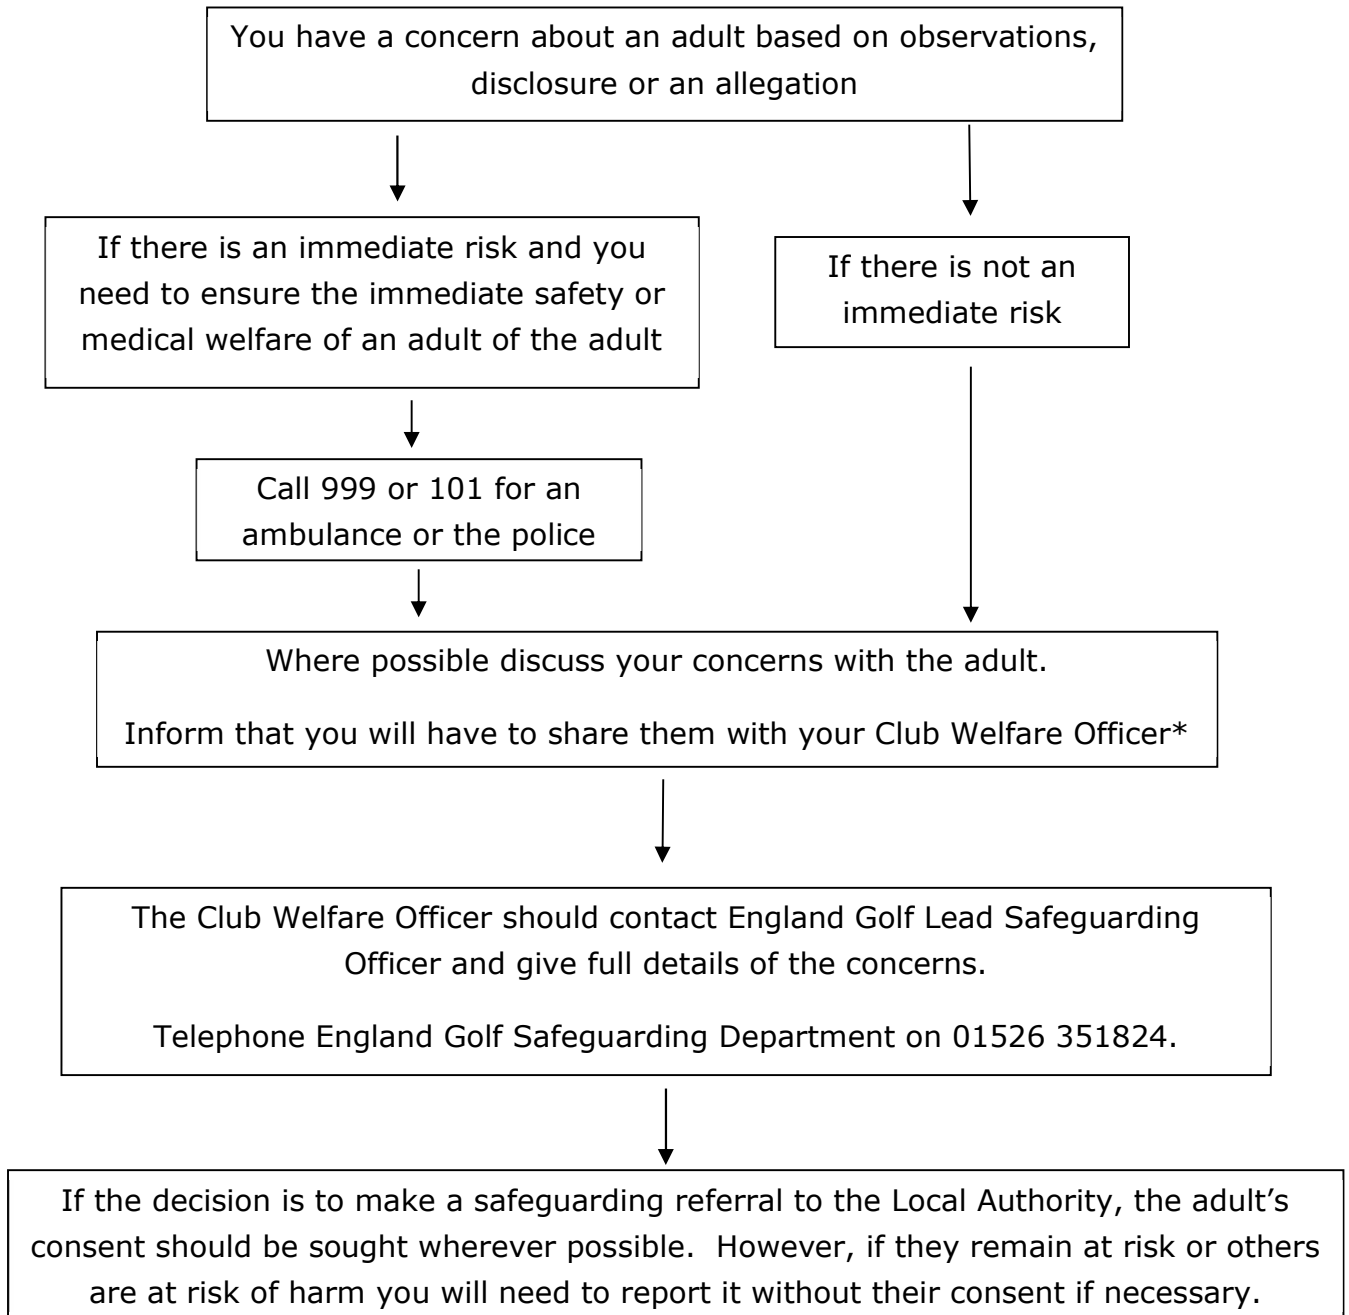 You have a concern about an adult based on observations,
disclosure or an allegation
If there is an immediate risk and you
need to ensure the immediate safety or
medical welfare of an adult of the adult
If there is not an
immediate risk
Call 999 or 101 for an
ambulance or the police
Where possible discuss your concerns with the adult.
Inform that you will have to share them with your Club Welfare Officer*
The Club Welfare Officer should contact England Golf Lead Safeguarding
Officer and give full details of the concerns.
Telephone England Golf Safeguarding Department on 01526 351824.
If the decision is to make a safeguarding referral to the Local Authority, the adult’s
consent should be sought wherever possible.  However, if they remain at risk or others
are at risk of harm you will need to report it without their consent if necessary.